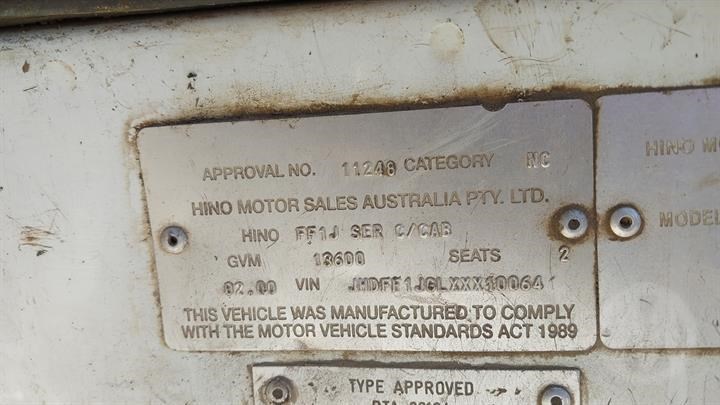 APPROVAL NO. 11248 CATEGORY NC
HINO MOTOR SALES AUSTRALIA PTY. LTD.
HINO FF1J SER C/CAB
GVM 13600 SEATS 2
02.00 VIN JHDFF1JGLXXX10064
THIS VEHICLE WAS MANUFACTURED TO COMPLY
WITH THE MOTOR VEHICLE STANDARDS ACT 1989
HINO MO
MODEL
TYPE APPROVED